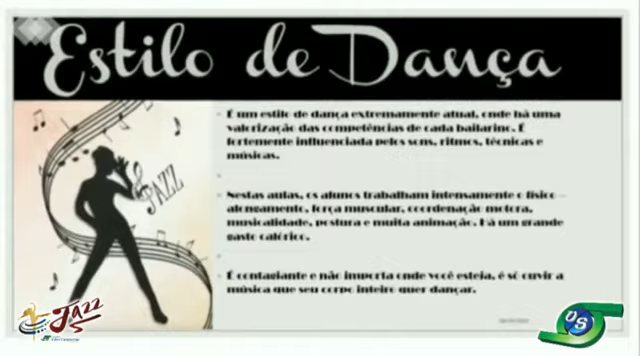 Estilo de Dança
É um estilo de dança extremamente atual, onde há uma
valorização das competências de cada bailarino. É
fortemente influenciada pelos sons, ritmos, técnicas e
músicas.
Nestas aulas, os alunos trabalham intensamente o físico –
alongamento, força muscular, coordenação motora,
musicalidade, postura e muita animação. Há um grande
gasto calórico.
É contagiante e não importa onde você esteja, é só ouvir a
música que seu corpo inteiro quer dançar.
JAZZ
JAZZ
DS